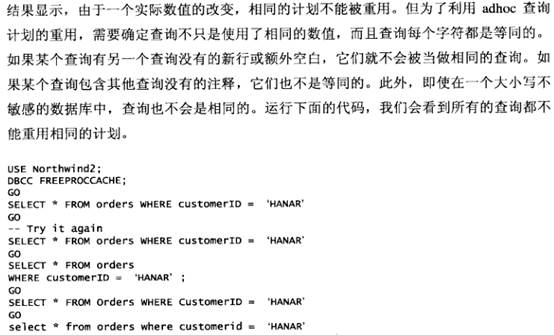 结果显示，由于一个实际数值的改变，相同的计划不能被重用。但为了利用 adhoc 查询
计划的重用，需要确定查询不只是使用了相同的数值，而且查询每个字符都是等同的。
如果某个查询有另一个查询没有的新行或额外空白，它们就不会被当做相同的查询。如
果某个查询包含其他查询没有的注释，它们也不是等同的。此外，即使在一个大小写不
敏感的数据库中，查询也不会是相同的。运行下面的代码，我们会看到所有的查询都不
能重用相同的计划。
USE Northwind2;
DBCC FREEPROCCACHE;
GO
SELECT * FROM orders WHERE customerID = 'HANAR'
GO
-- Try it again
SELECT * FROM orders WHERE customerID = 'HANAR'
GO
SELECT * FROM orders
WHERE customerID = 'HANAR' ;
GO
SELECT * FROM Orders WHERE CustomerID = 'HANAR'
GO
select * from orders where customerid = 'HANAR'